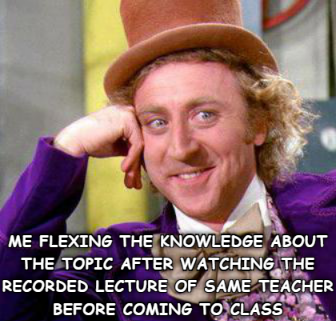 ME FLEXING THE KNOWLEDGE ABOUT
THE TOPIC AFTER WATCHING THE
RECORDED LECTURE OF SAME TEACHER
BEFORE COMING TO CLASS